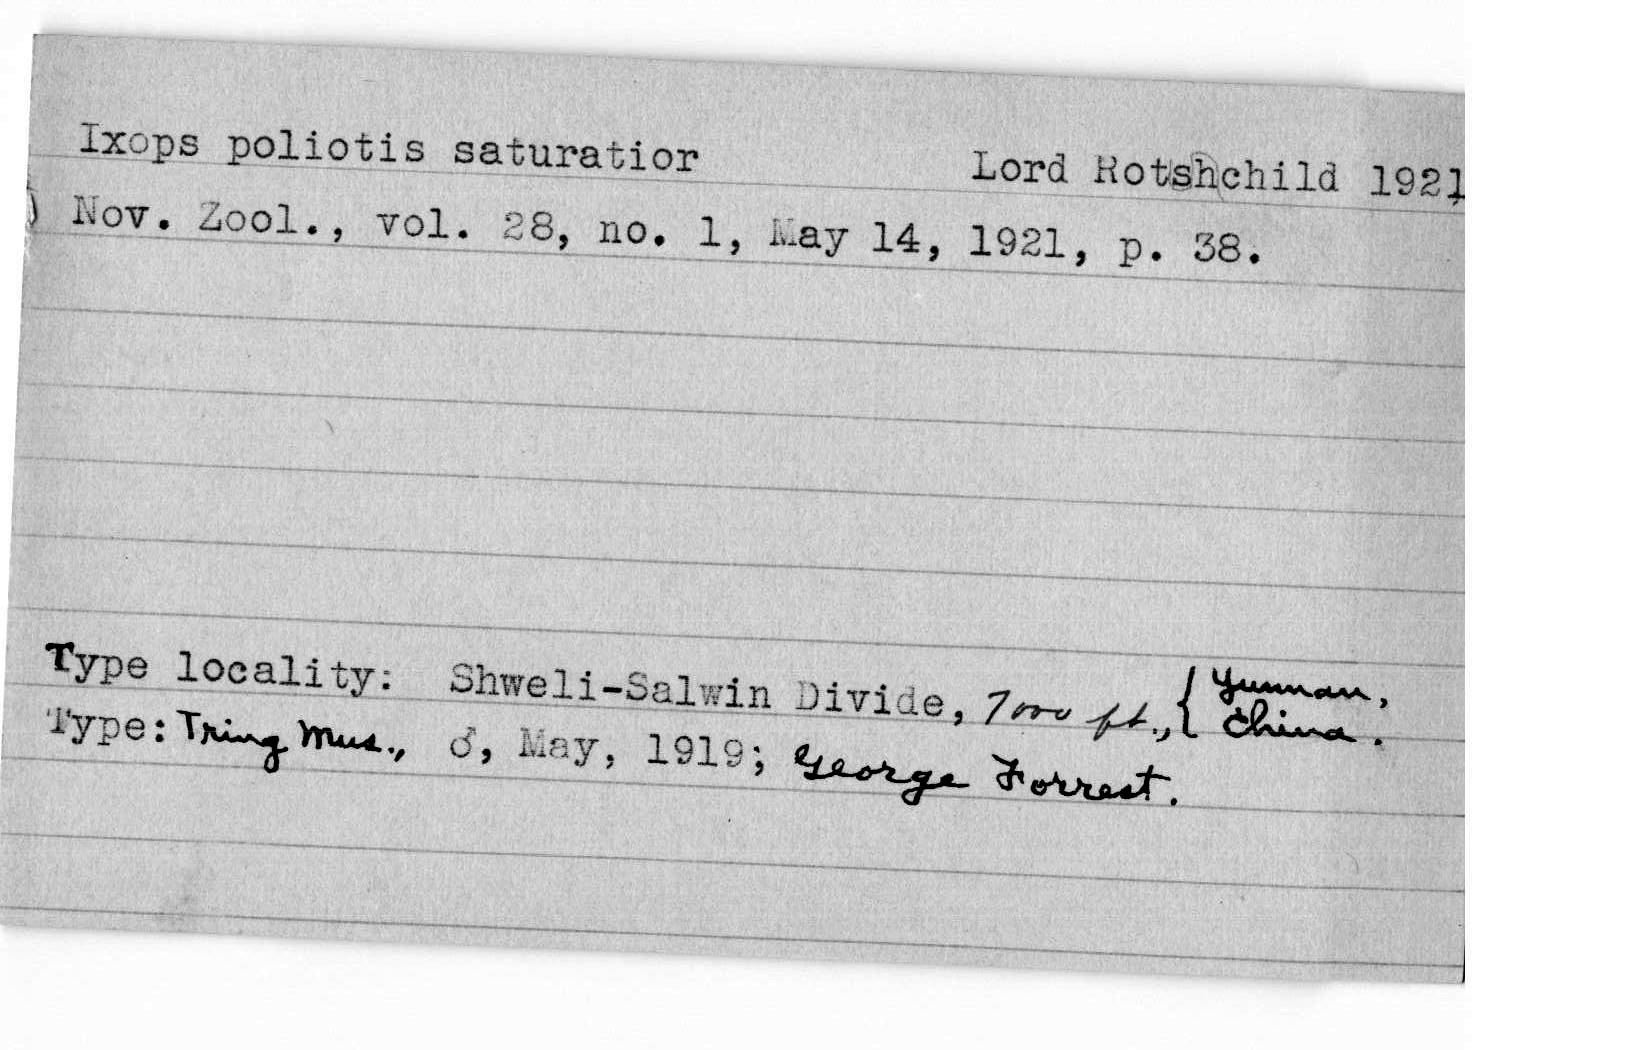 Ixops poliotis saturatior Lord Rotshchild 1921
) Nov. Zool., vol. 28, no. 1, May 14, 1921, p. 38.
Type locality: Shweli-Salwin Divide, 7000 ft., { Yunnan, China.
Type: Tring Mus., ♂, May, 1919; George Forrest.